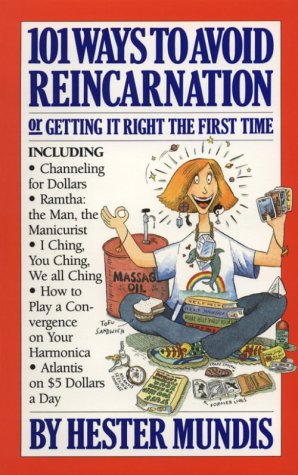 101 WAYS TO AVOID
REINCARNATION
or GETTING IT RIGHT THE FIRST TIME
INCLUDING
• Channeling
for Dollars
• Ramtha:
the Man, the
Manicurist
• I Ching,
You Ching,
We all Ching
• How to
Play a Con-
vergence
on Your
Harmonica
• Atlantis
on $5 Dollars
a Day
MASSAGE
OIL
TOFU
SANDWICH
SELF HELP
FORMER LIVES
BY HESTER MUNDIS